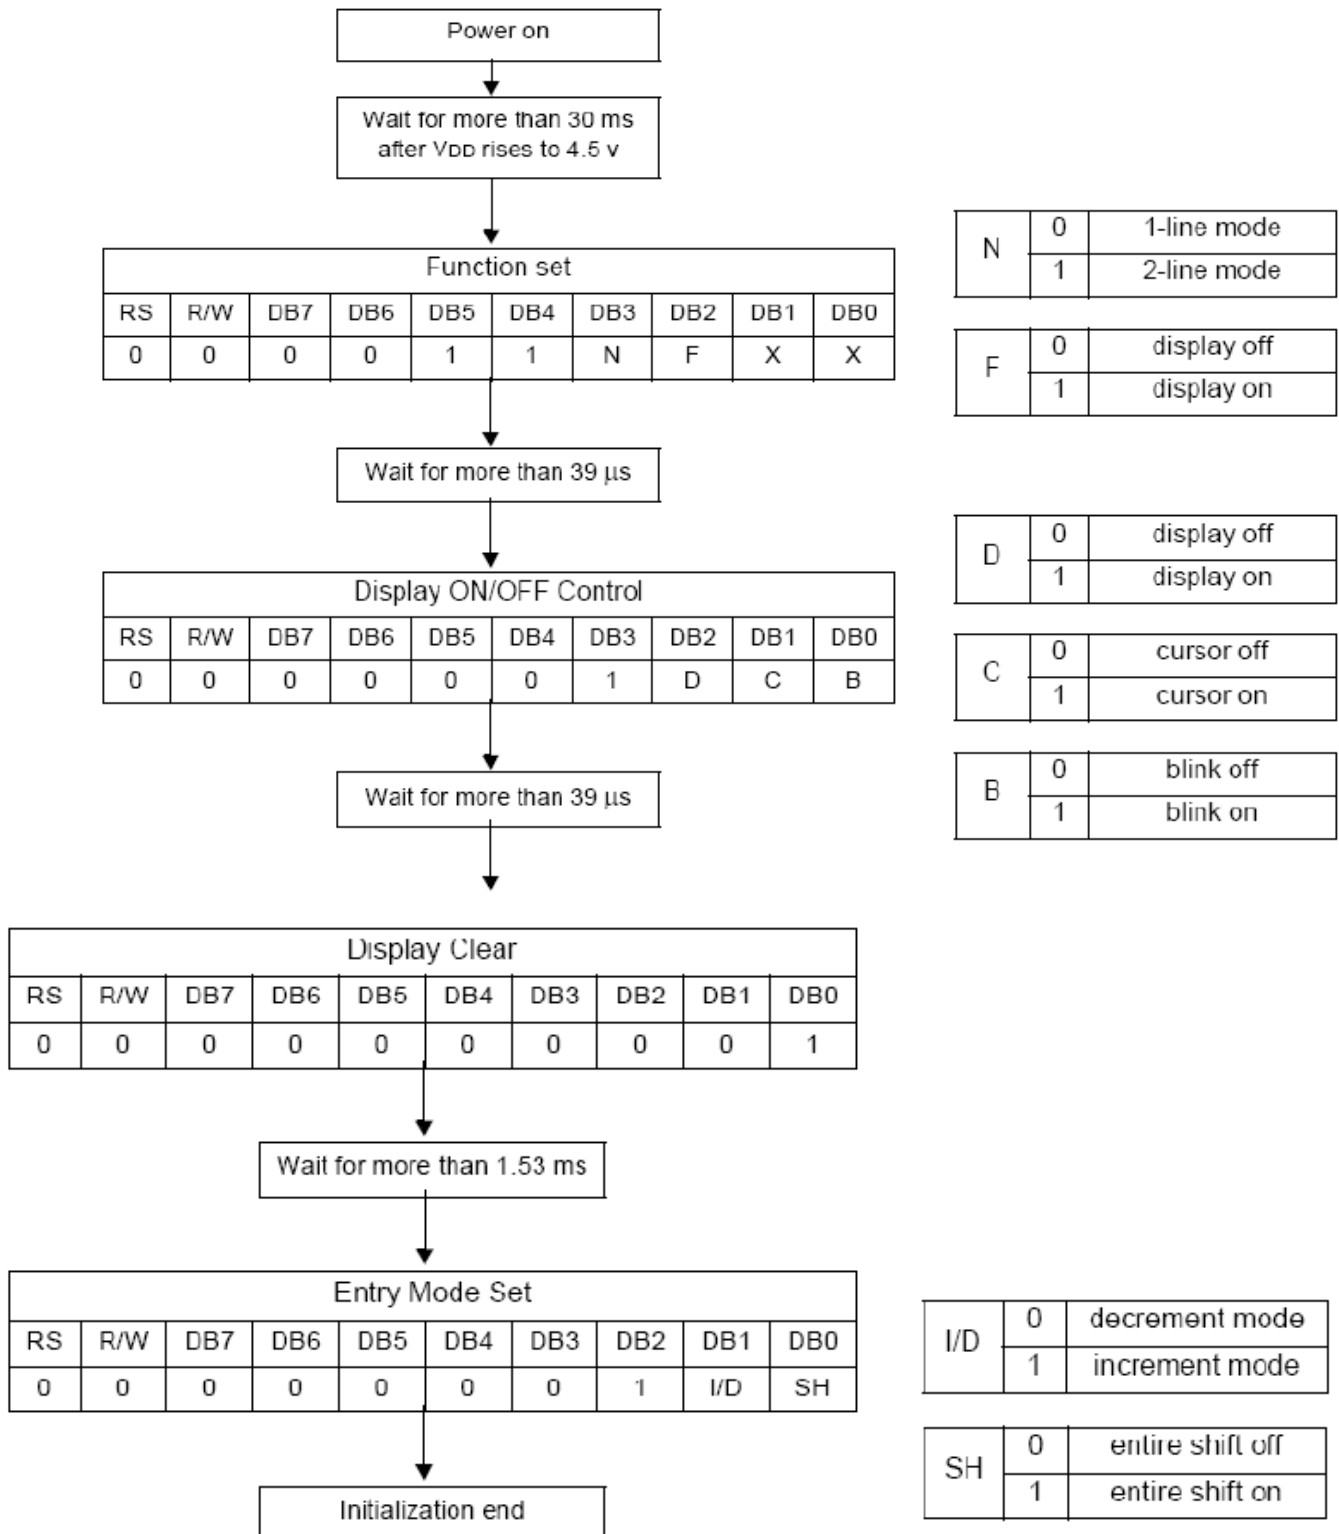 Power on
Wait for more than 30 ms
after VDD rises to 4.5 v
Function set
RS R/W DB7 DB6 DB5 DB4 DB3 DB2 DB1 DB0
0 0 0 0 1 1 N F X X
N 0 1-line mode
1 2-line mode
F 0 display off
1 display on
Wait for more than 39 μs
Display ON/OFF Control
RS R/W DB7 DB6 DB5 DB4 DB3 DB2 DB1 DB0
0 0 0 0 0 0 1 D C B
D 0 display off
1 display on
C 0 cursor off
1 cursor on
B 0 blink off
1 blink on
Wait for more than 39 μs
Display Clear
RS R/W DB7 DB6 DB5 DB4 DB3 DB2 DB1 DB0
0 0 0 0 0 0 0 0 0 1
Wait for more than 1.53 ms
Entry Mode Set
RS R/W DB7 DB6 DB5 DB4 DB3 DB2 DB1 DB0
0 0 0 0 0 0 0 1 I/D SH
I/D 0 decrement mode
1 increment mode
SH 0 entire shift off
1 entire shift on
Initialization end